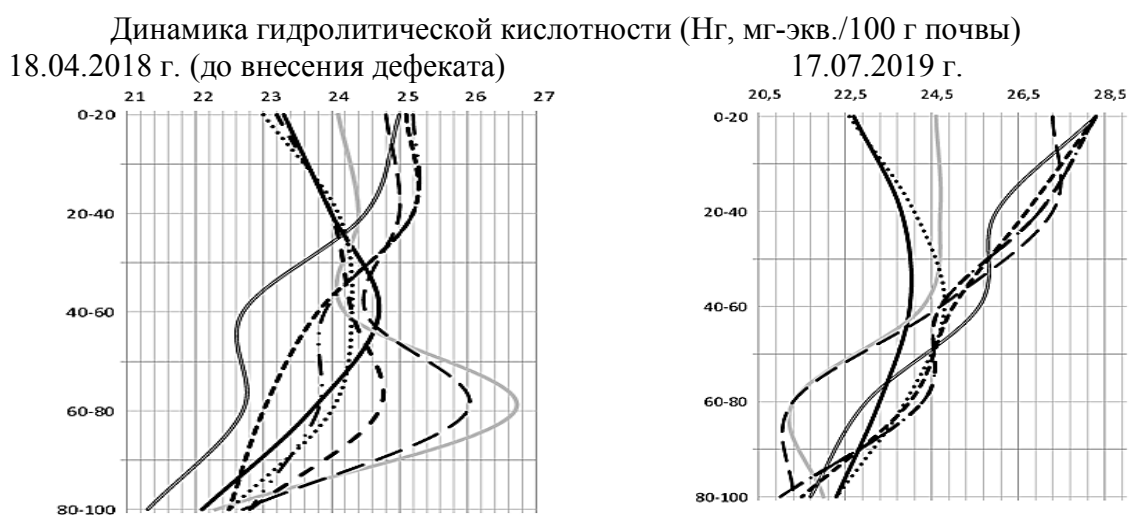 Динамика гидролитической кислотности (Нг, мг-экв./100 г почвы)
18.04.2018 г. (до внесения дефеката) 17.07.2019 г.
21 22 23 24 25 26 27
0-20
20-40
40-60
60-80
80-100
20,5 22,5 24,5 26,5 28,5
0-20
20-40
40-60
60-80
80-100